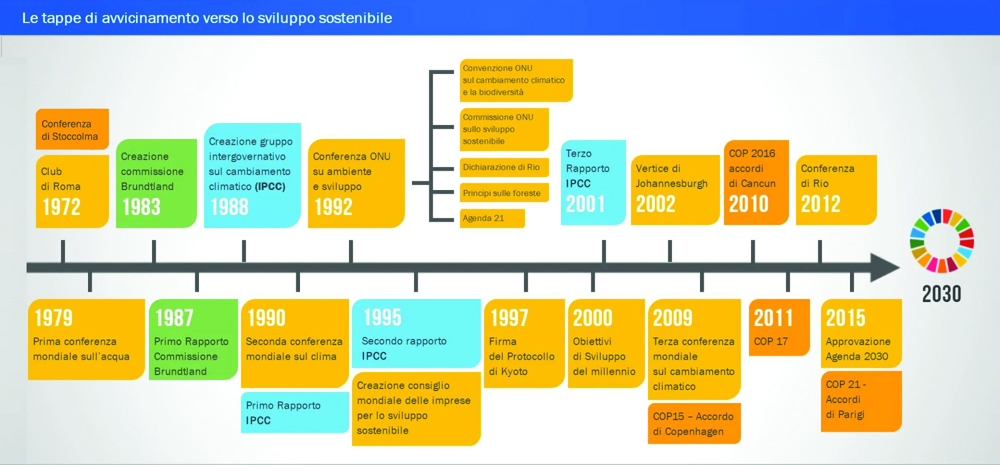 Le tappe di avvicinamento verso lo sviluppo sostenibile
Conferenza
di Stoccolma
Club
di Roma
1972
Creazione
commissione
Brundtland
1983
Creazione gruppo
intergovernativo
sul cambiamento
climatico (IPCC)
1988
Conferenza ONU
su ambiente
e sviluppo
1992
Convenzione ONU
sul cambiamento climatico
e la biodiversità
Commissione ONU
sullo sviluppo
sostenibile
Dichiarazione di Rio
Principi sulle foreste
Agenda 21
Terzo
Rapporto
IPCC
2001
Vertice di
Johannesburgh
2002
COP 2016
accordi
di Cancun
2010
Conferenza
di Rio
2012
2030
1979
Prima conferenza
mondiale sull'acqua
1987
Primo Rapporto
Commissione
Brundtland
1990
Seconda conferenza
mondiale sul clima
Primo Rapporto
IPCC
1995
Secondo rapporto
IPCC
Creazione consiglio
mondiale delle imprese
per lo sviluppo
sostenibile
1997
Firma
del Protocollo
di Kyoto
2000
Obiettivi
di Sviluppo
del millennio
2009
Terza conferenza
mondiale
sul cambiamento
climatico
COP15 – Accordo
di Copenhagen
2011
COP 17
2015
Approvazione
Agenda 2030
COP 21 -
Accordi
di Parigi